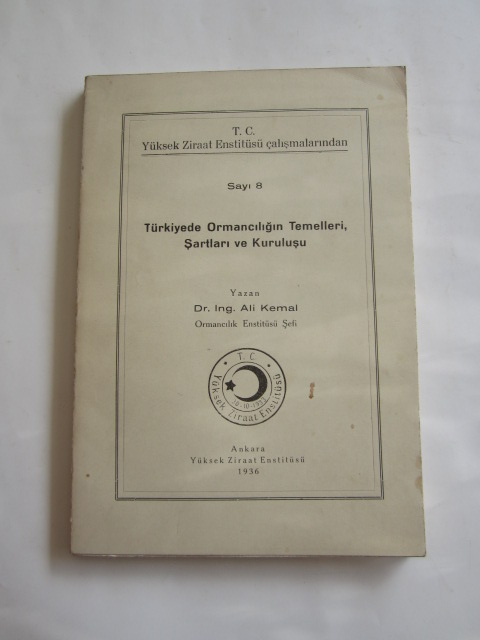 T. C.
Yüksek Ziraat Enstitüsü çalışmalarından
Sayı 8
Türkiyede Ormancılığın Temelleri,
Şartları ve Kuruluşu
Yazan
Dr. Ing. Ali Kemal
Ormancılık Enstitüsü Şefi
T. C.
Yüksek Ziraat Enstitüsü
Ankara
Yüksek Ziraat Enstitüsü
1936